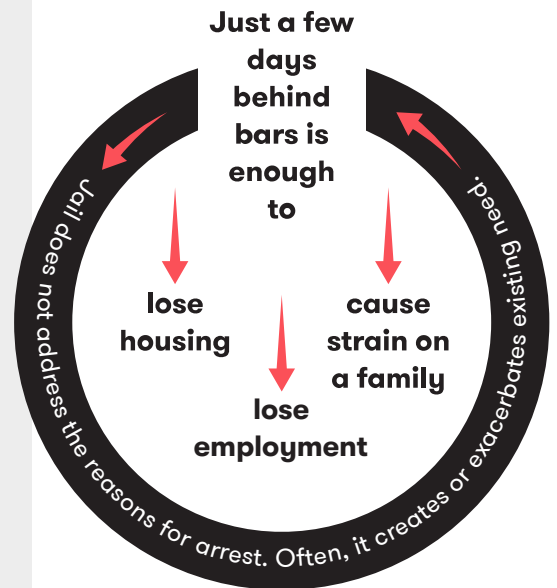 Just a few
days
behind
bars is
enough
to
lose
housing
cause
strain on
a family
lose
employment
Jail does not address the reasons for arrest. Often, it creates or exacerbates existing need.